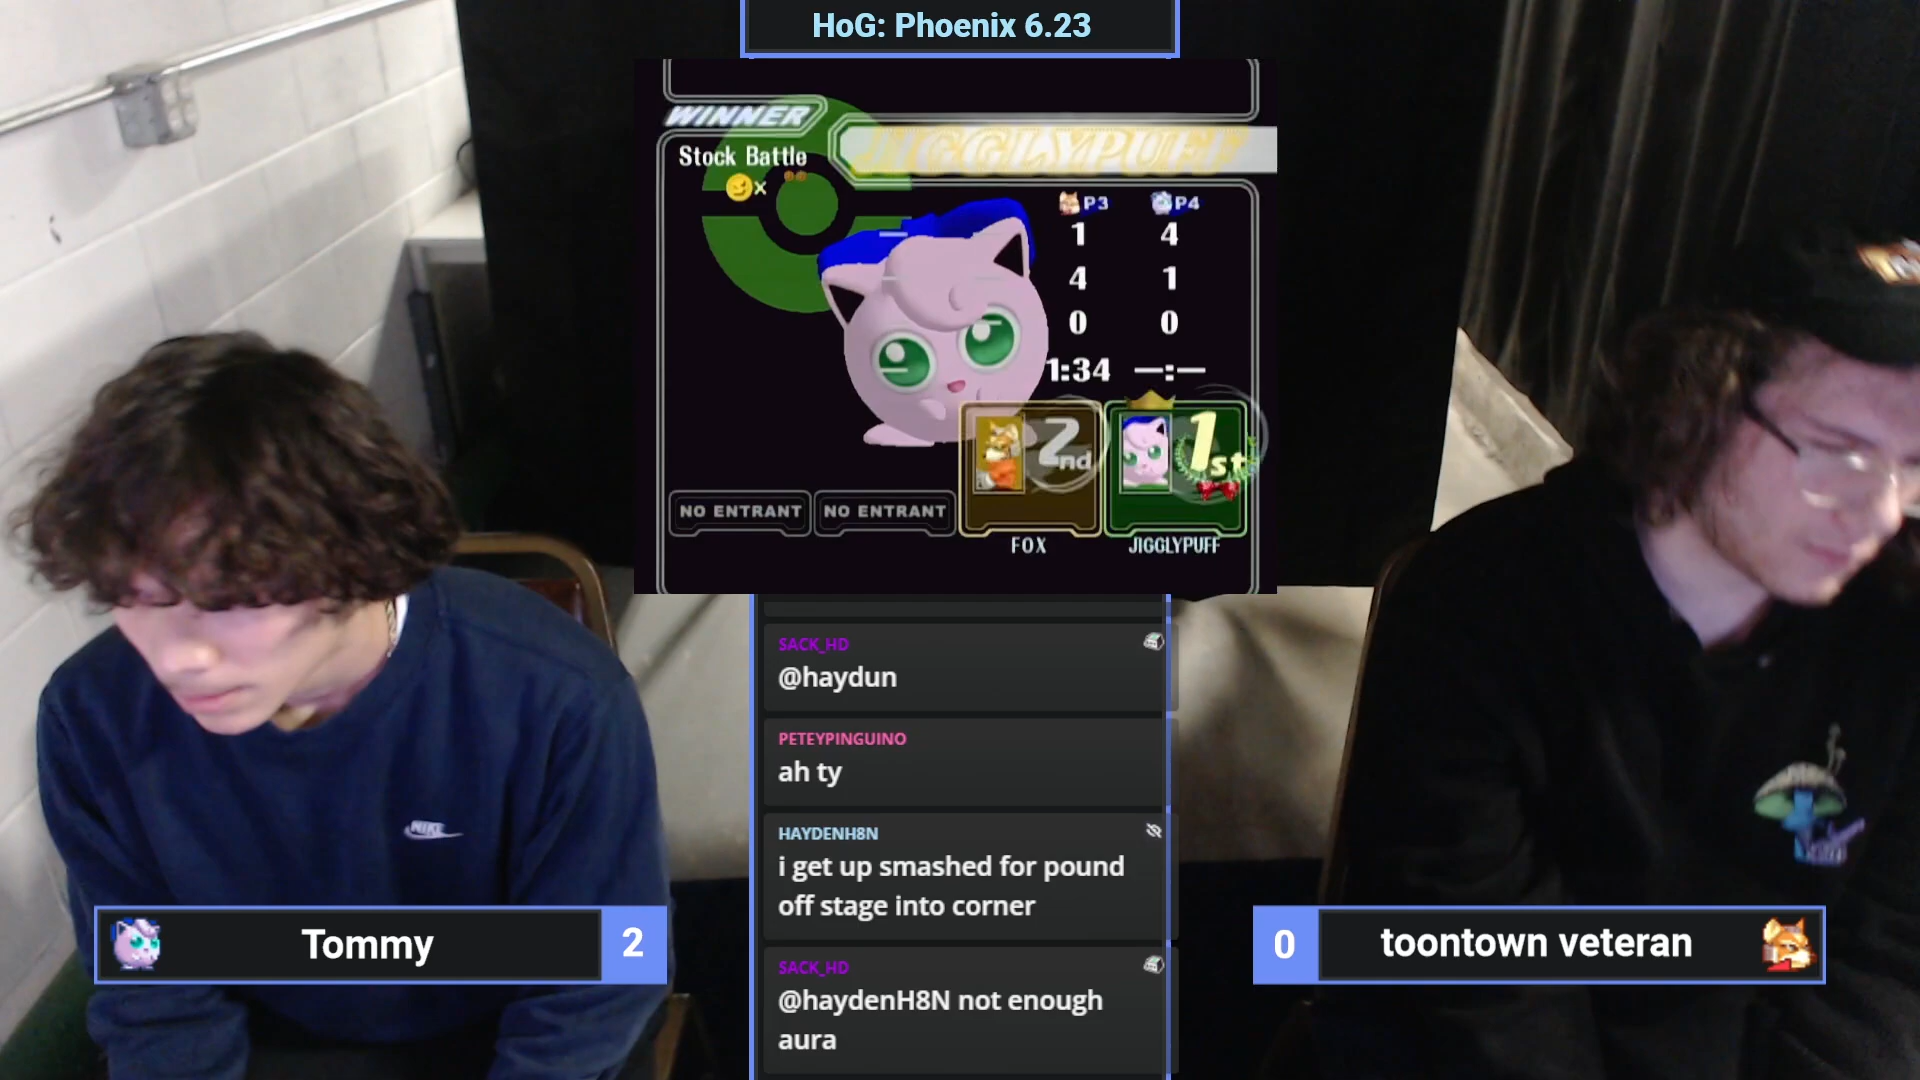 HoG: Phoenix 6.23
WINNER
JIGGLYPUFF
Stock Battle
x
P3 P4
1 4
4 1
0 0
1:34 —:—
2nd 1st
NO ENTRANT NO ENTRANT
FOX JIGGLYPUFF
SACK_HD
@haydun
PETEYPINGUINO
ah ty
HAYDENH8N
i get up smashed for pound
off stage into corner
SACK_HD
@haydenH8N not enough
aura
NIKE
Tommy 2
0 toontown veteran